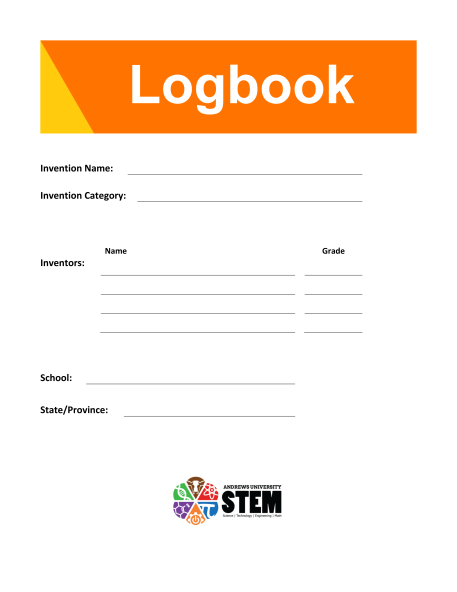 Logbook
Invention Name:
Invention Category:
Name Grade
Inventors:
School:
State/Province:
ANDREWS UNIVERSITY
STEM
Science | Technology | Engineering | Math